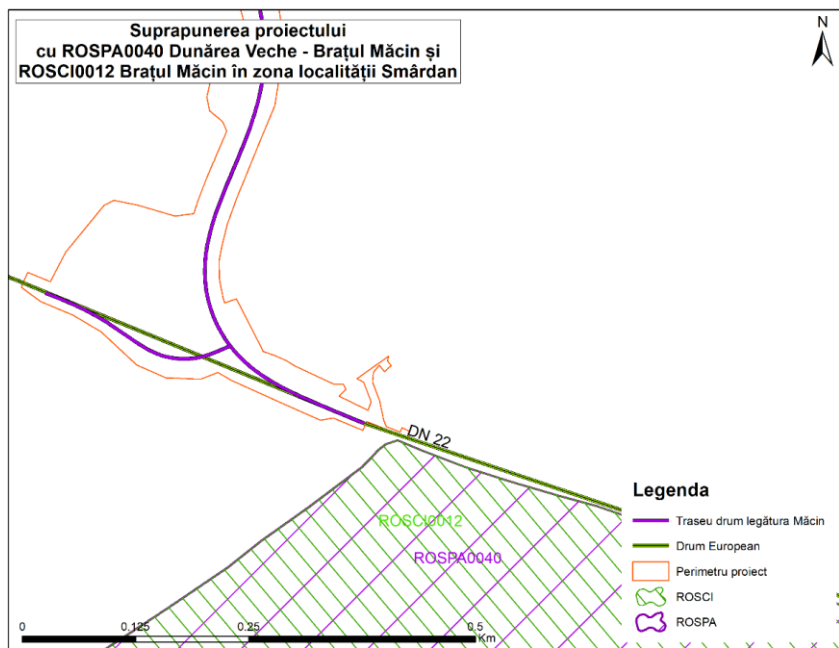 Suprapunerea proiectului
cu ROSPA0040 Dunărea Veche - Brațul Măcin și
ROSCI0012 Brațul Măcin în zona localității Smârdan
N
DN 22
ROSCI0012
ROSPA0040
Legenda
Traseu drum legătura Măcin
Drum European
Perimetru proiect
ROSCI
ROSPA
0 0.125 0.25 0.5
Km